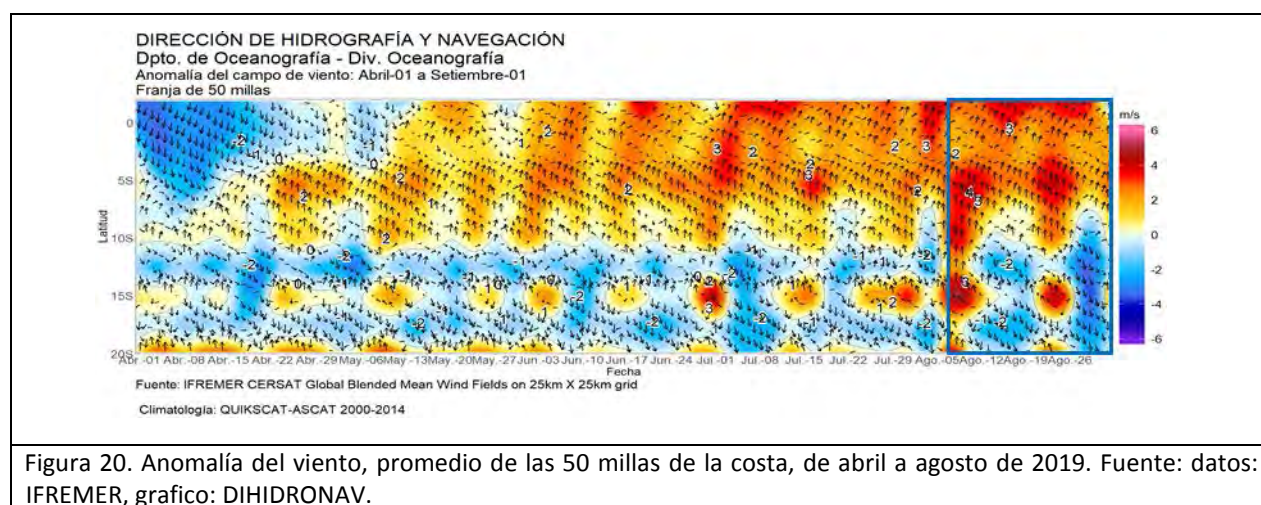 DIRECCIÓN DE HIDROGRAFÍA Y NAVEGACIÓN
Dpto. de Oceanografía - Div. Oceanografía
Anomalía del campo de viento: Abril-01 a Setiembre-01
Franja de 50 millas
m/s
6
4
2
0
-2
-4
-6
Latitud
0
5S
10S
15S
20S
Abr.-01 Abr.-08 Abr.-15 Abr.-22 Abr.-29 May.-06 May.-13 May.-20 May.-27 Jun.-03 Jun.-10 Jun.-17 Jun.-24 Jul.-01 Jul.-08 Jul.-15 Jul.-22 Jul.-29 Ago.-05 Ago.-12 Ago.-19 Ago.-26
Fecha
Fuente: IFREMER CERSAT Global Blended Mean Wind Fields on 25km X 25km grid
Climatología: QUIKSCAT-ASCAT 2000-2014
Figura 20. Anomalía del viento, promedio de las 50 millas de la costa, de abril a agosto de 2019. Fuente: datos:
IFREMER, grafico: DIHIDRONAV.